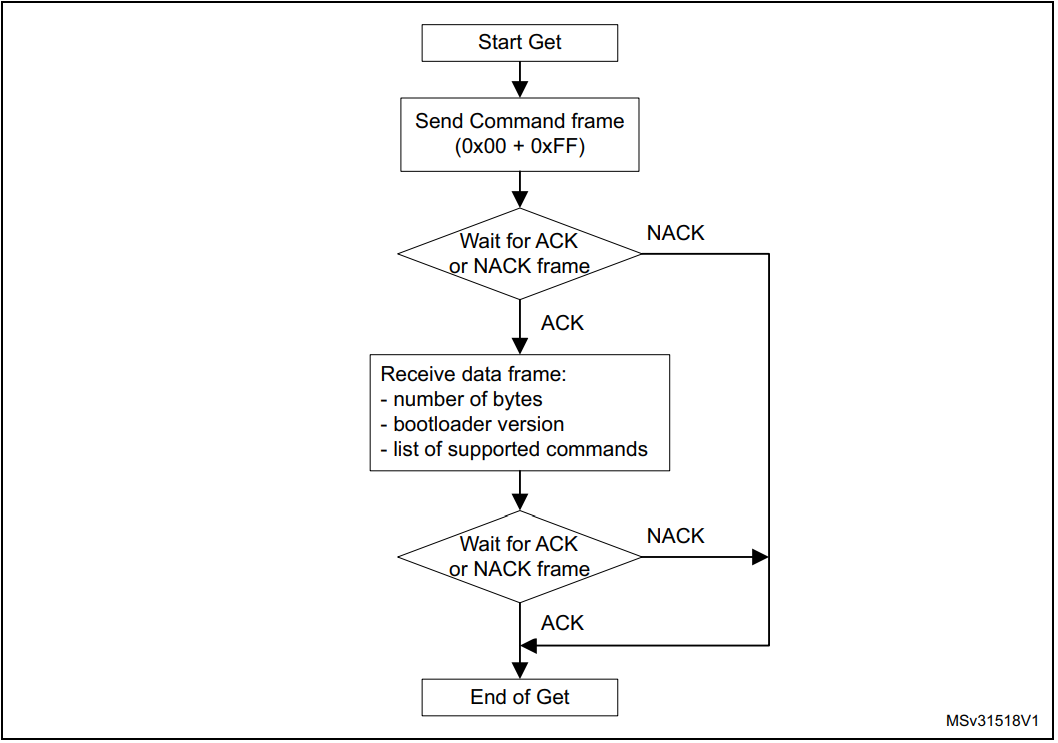 Start Get
Send Command frame
(0x00 + 0xFF)
Wait for ACK
or NACK frame
NACK
ACK
Receive data frame:
- number of bytes
- bootloader version
- list of supported commands
Wait for ACK
or NACK frame
NACK
ACK
End of Get
MSv31518V1